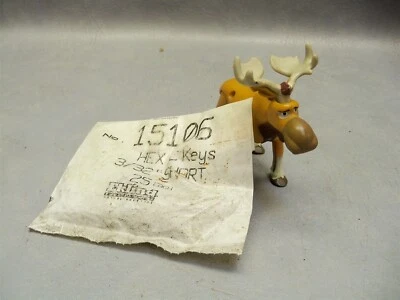 No. 15106
HEX-Keys
3/32" SHORT
25